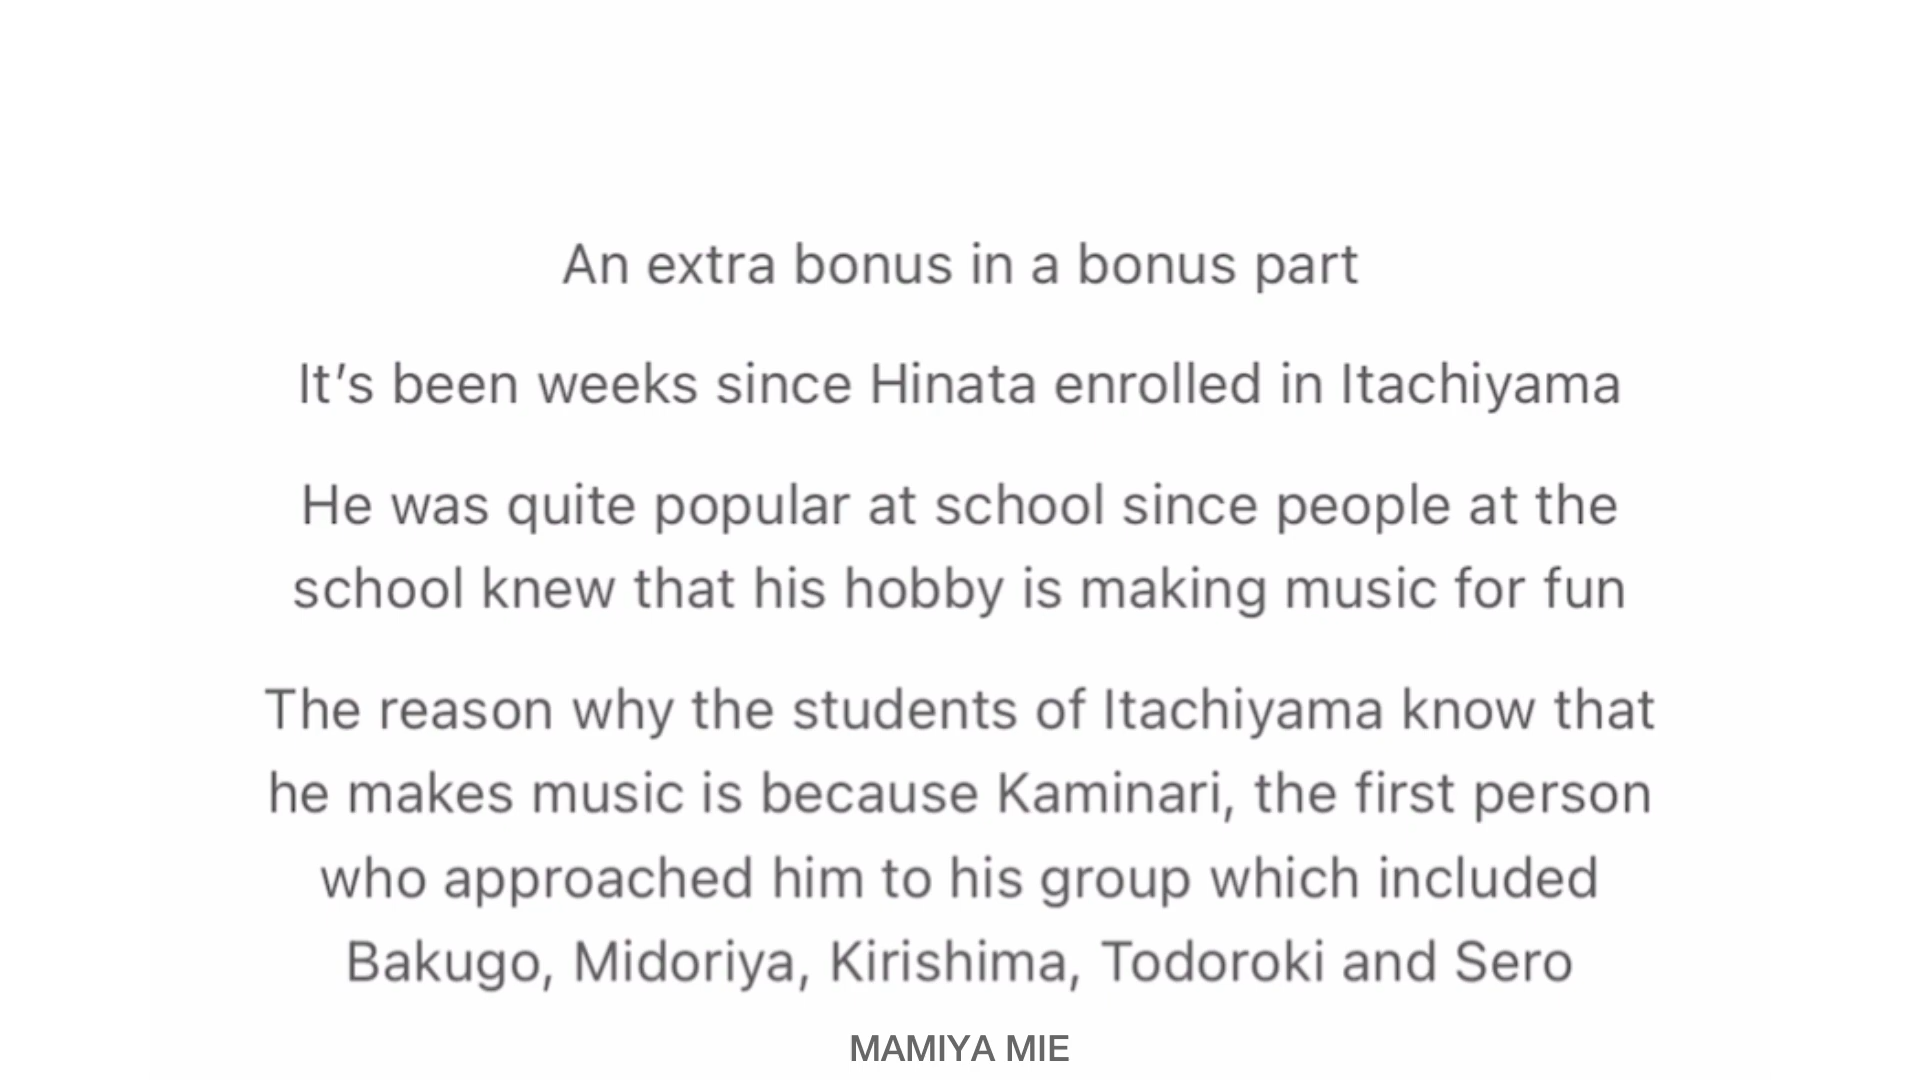 An extra bonus in a bonus part
It’s been weeks since Hinata enrolled in Itachiyama
He was quite popular at school since people at the
school knew that his hobby is making music for fun
The reason why the students of Itachiyama know that
he makes music is because Kaminari, the first person
who approached him to his group which included
Bakugo, Midoriya, Kirishima, Todoroki and Sero
MAMIYA MIE